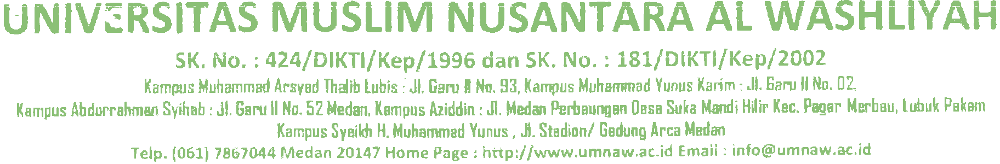 UNIVERSITAS MUSLIM NUSANTARA AL WASHLIYAH
SK. No. : 424/DIKTI/Kep/1996 dan SK. No. : 181/DIKTI/Kep/2002
Kampus Muhammad Arsyad Thalib Lubis : Jl. Garu II No. 93, Kampus Muhammad Yunus Karim : Jl. Garu II No. 02,
Kampus Abdurrahman Syihab : Jl. Garu II No. 52 Medan, Kampus Aziddin : Jl. Medan Perbaungan Desa Suka Mandi Hilir Kec. Pagar Merbau, Lubuk Pakam
Kampus Syeikh H. Muhammad Yunus , Jl. Stadion/ Gedung Arca Medan
Telp. (061) 7867044 Medan 20147 Home Page : http://www.umnaw.ac.id Email : info@umnaw.ac.id